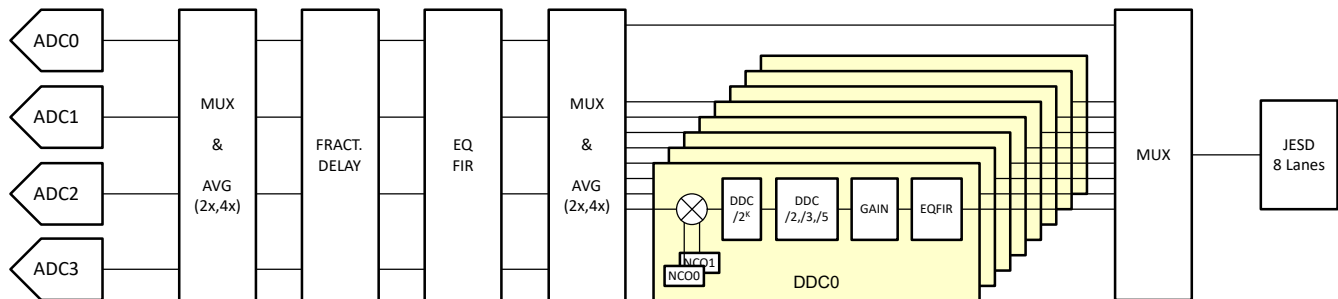 ADC0
ADC1
ADC2
ADC3
MUX
&
AVG
(2x,4x)
FRACT.
DELAY
EQ
FIR
MUX
&
AVG
(2x,4x)
DDC
/2ᴷ
DDC
/2,/3,/5
GAIN
EQFIR
NCO1
NCO0
DDC0
MUX
JESD
8 Lanes